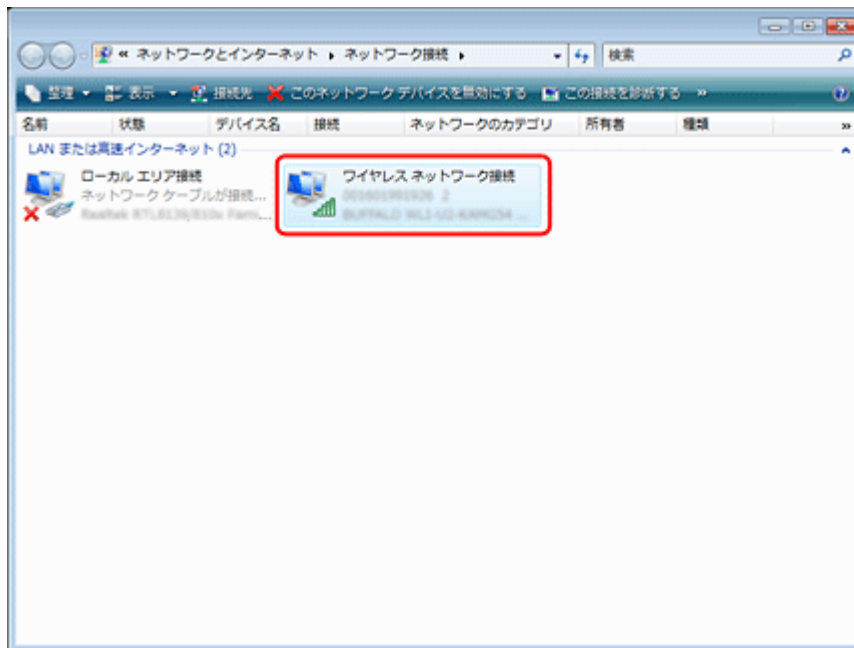 « ネットワークとインターネット ▸ ネットワーク接続 ▸ 検索
整理 表示 接続先 このネットワーク デバイスを無効にする この接続を診断する »
名前 状態 デバイス名 接続 ネットワークのカテゴリ 所有者 種類 »
LAN または高速インターネット (2)
ローカル エリア接続
ネットワーク ケーブルが接続...
ワイヤレス ネットワーク接続